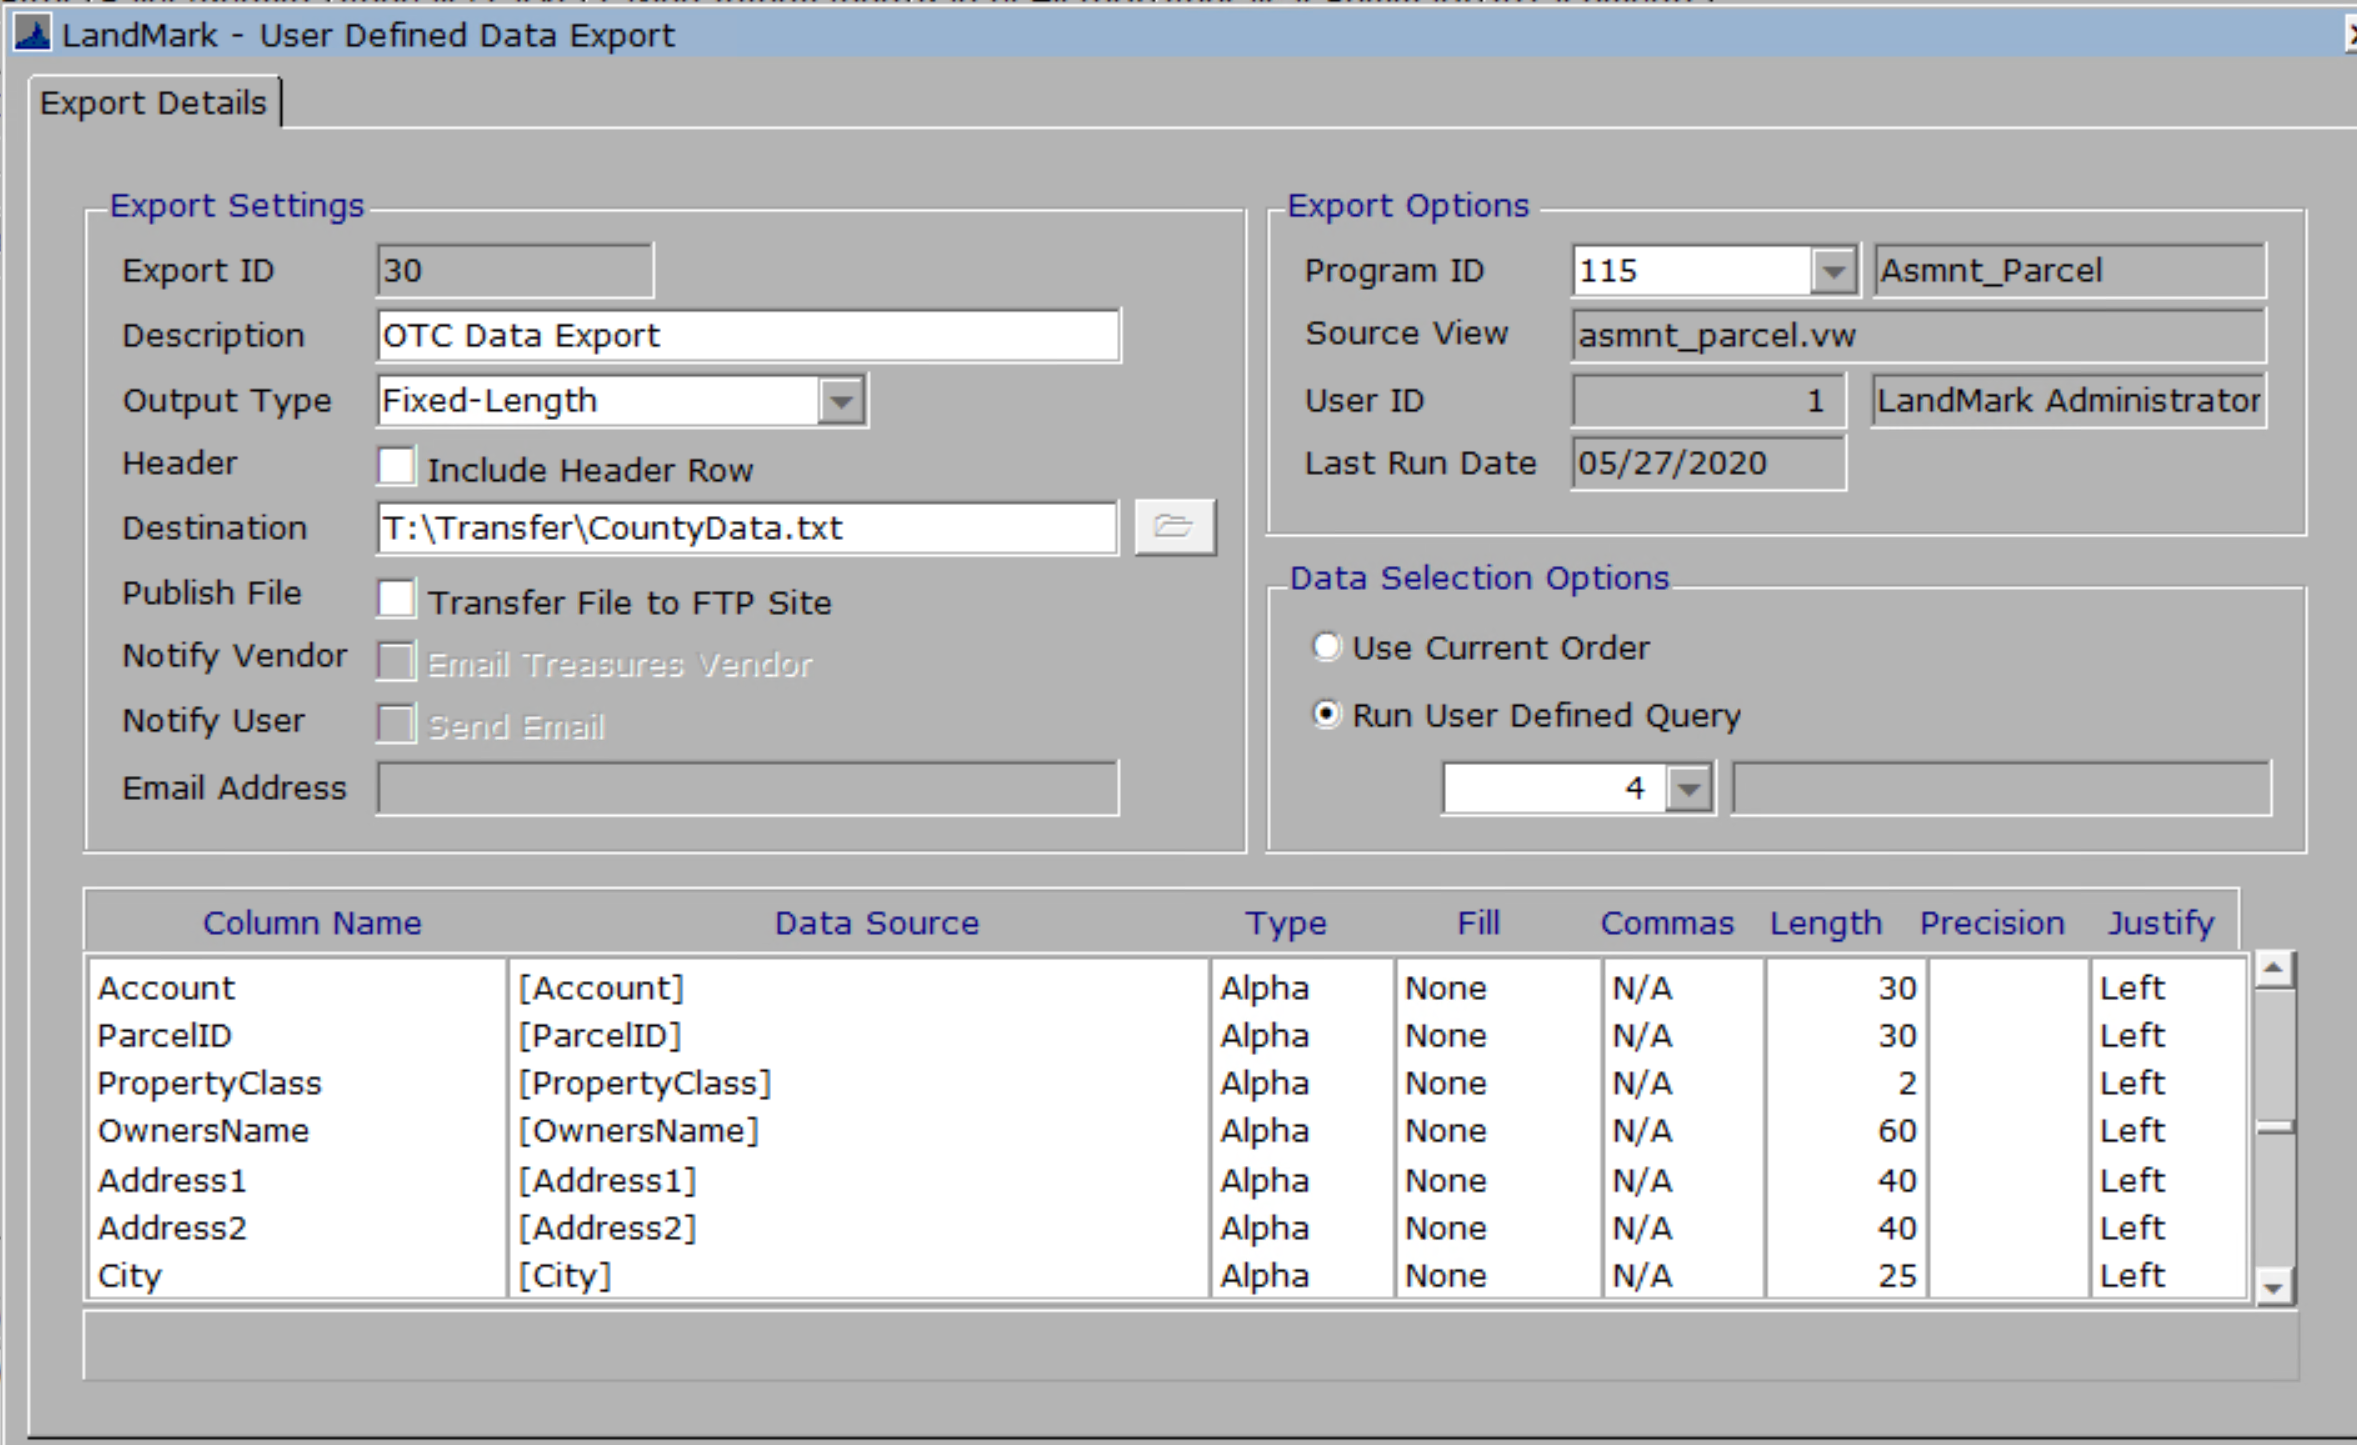 LandMark - User Defined Data Export
Export Details
Export Settings
Export ID 30
Description OTC Data Export
Output Type Fixed-Length
Header Include Header Row
Destination T:\Transfer\CountyData.txt
Publish File Transfer File to FTP Site
Notify Vendor Email Treasures Vendor
Notify User Send Email
Email Address
Export Options
Program ID 115 Asmnt_Parcel
Source View asmnt_parcel.vw
User ID 1 LandMark Administrator
Last Run Date 05/27/2020
Data Selection Options
Use Current Order
Run User Defined Query
4
Column Name Data Source Type Fill Commas Length Precision Justify
Account [Account] Alpha None N/A 30 Left
ParcelID [ParcelID] Alpha None N/A 30 Left
PropertyClass [PropertyClass] Alpha None N/A 2 Left
OwnersName [OwnersName] Alpha None N/A 60 Left
Address1 [Address1] Alpha None N/A 40 Left
Address2 [Address2] Alpha None N/A 40 Left
City [City] Alpha None N/A 25 Left